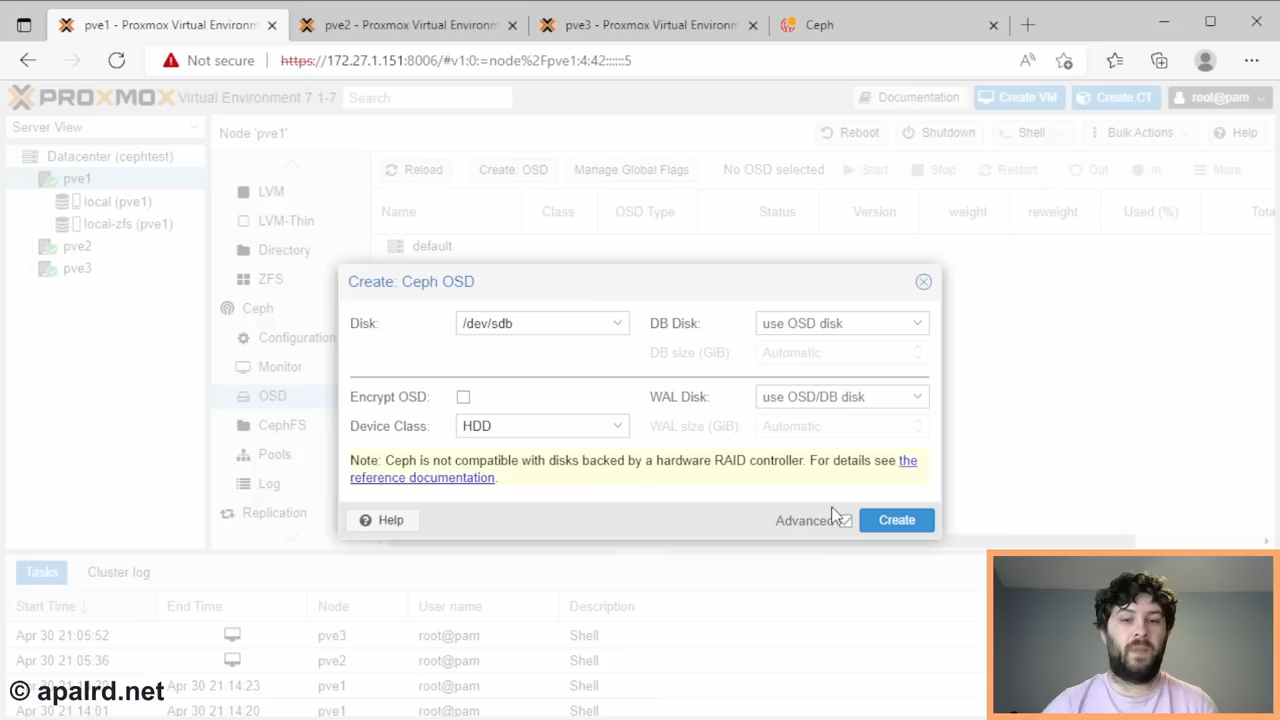 pve1 - Proxmox Virtual Environment
pve2 - Proxmox Virtual Environment
pve3 - Proxmox Virtual Environment
Ceph
Not secure
https://172.27.1.151:8006/#v1:0:=node%2Fpve1:4:42::::::5
PROXMOX Virtual Environment 7.1-7
Search
Documentation
Create VM
Create CT
root@pam
Server View
Node 'pve1'
Reboot
Shutdown
Shell
Bulk Actions
Help
Datacenter (cephtest)
pve1
local (pve1)
local-zfs (pve1)
pve2
pve3
LVM
LVM-Thin
Directory
ZFS
Ceph
Configuration
Monitor
OSD
CephFS
Pools
Log
Replication
Reload
Create: OSD
Manage Global Flags
No OSD selected
Start
Stop
Restart
Out
In
More
Name
Class
OSD Type
Status
Version
weight
reweight
Used (%)
Tota
default
Create: Ceph OSD
Disk:
/dev/sdb
DB Disk:
use OSD disk
DB size (GiB):
Automatic
Encrypt OSD:
WAL Disk:
use OSD/DB disk
Device Class:
HDD
WAL size (GiB):
Automatic
Note: Ceph is not compatible with disks backed by a hardware RAID controller. For details see the
reference documentation.
Help
Advanced
Create
Tasks
Cluster log
Start Time
End Time
Node
User name
Description
Apr 30 21:05:52
pve3
root@pam
Shell
Apr 30 21:05:36
pve2
root@pam
Shell
Apr 30 21:14:23
pve1
root@pam
Shell
Apr 30 21:14:01
Apr 30 21:14:20
pve1
root@pam
Shell
© apalrd.net